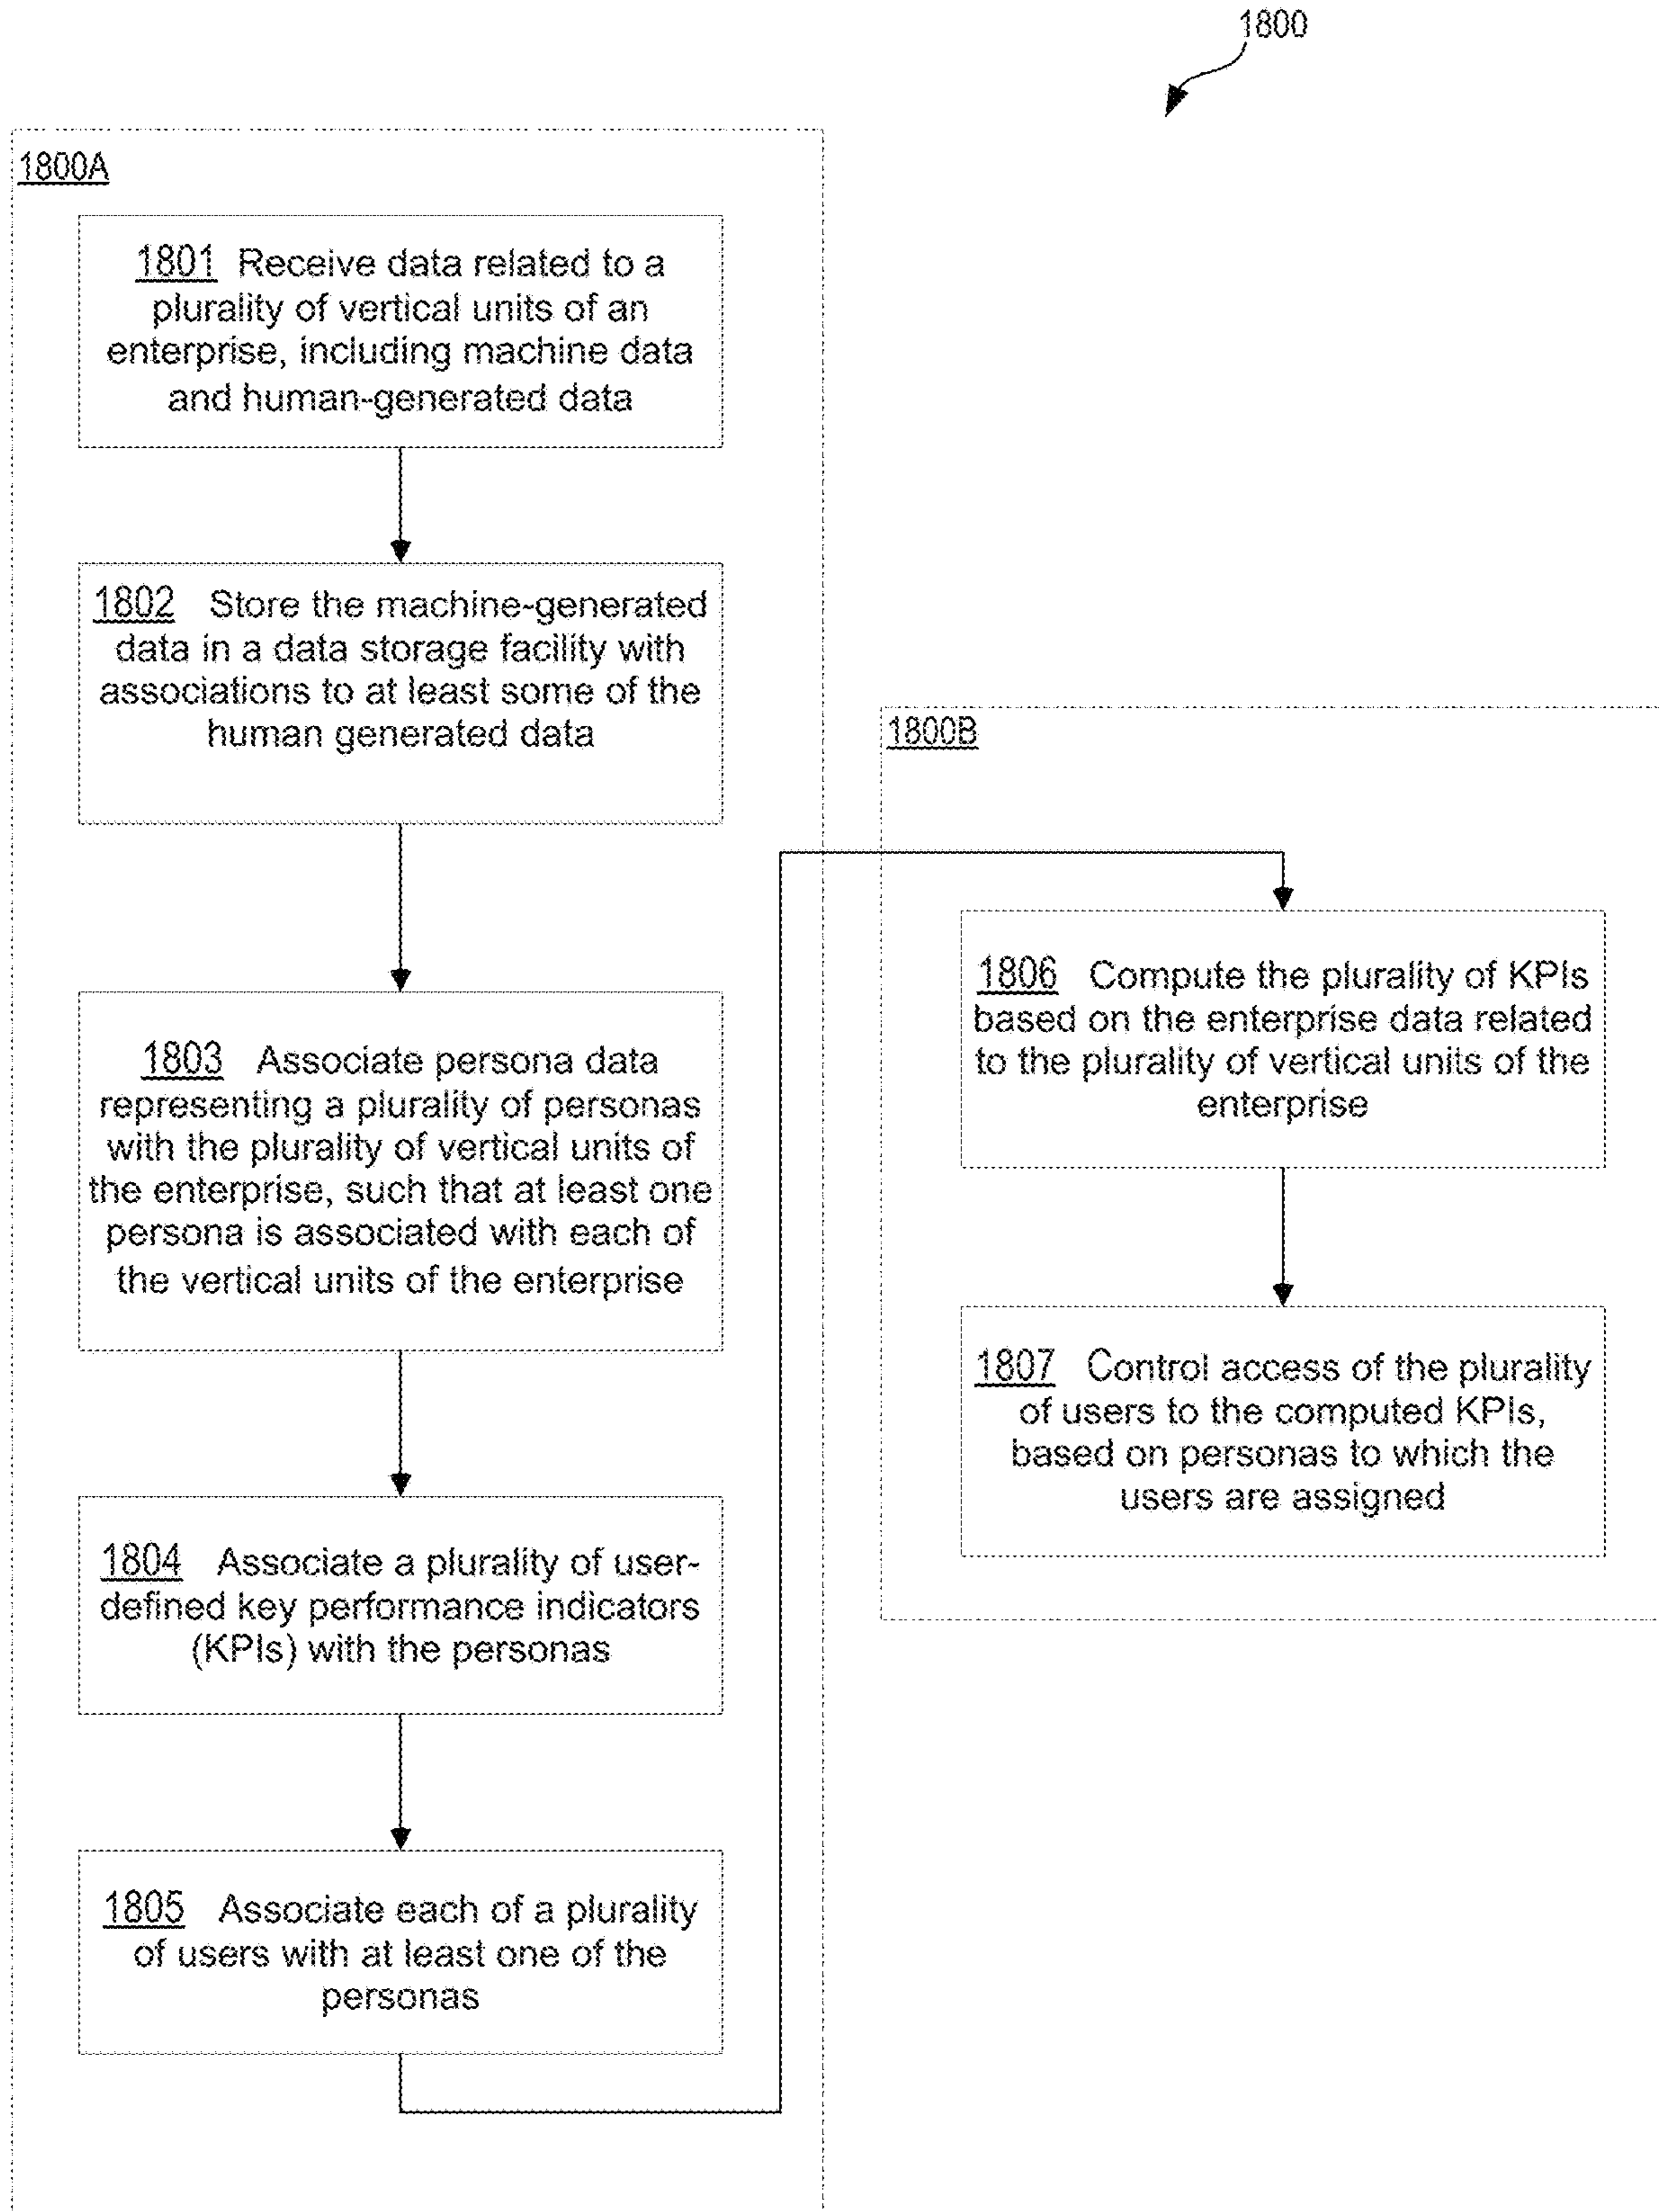 1800
1800A
1801 Receive data related to a
plurality of vertical units of an
enterprise, including machine data
and human-generated data
1802 Store the machine-generated
data in a data storage facility with
associations to at least some of the
human generated data
1803 Associate persona data
representing a plurality of personas
with the plurality of vertical units of
the enterprise, such that at least one
persona is associated with each of
the vertical units of the enterprise
1804 Associate a plurality of user-
defined key performance indicators
(KPIs) with the personas
1805 Associate each of a plurality
of users with at least one of the
personas
1800B
1806 Compute the plurality of KPIs
based on the enterprise data related
to the plurality of vertical units of the
enterprise
1807 Control access of the plurality
of users to the computed KPIs,
based on personas to which the
users are assigned